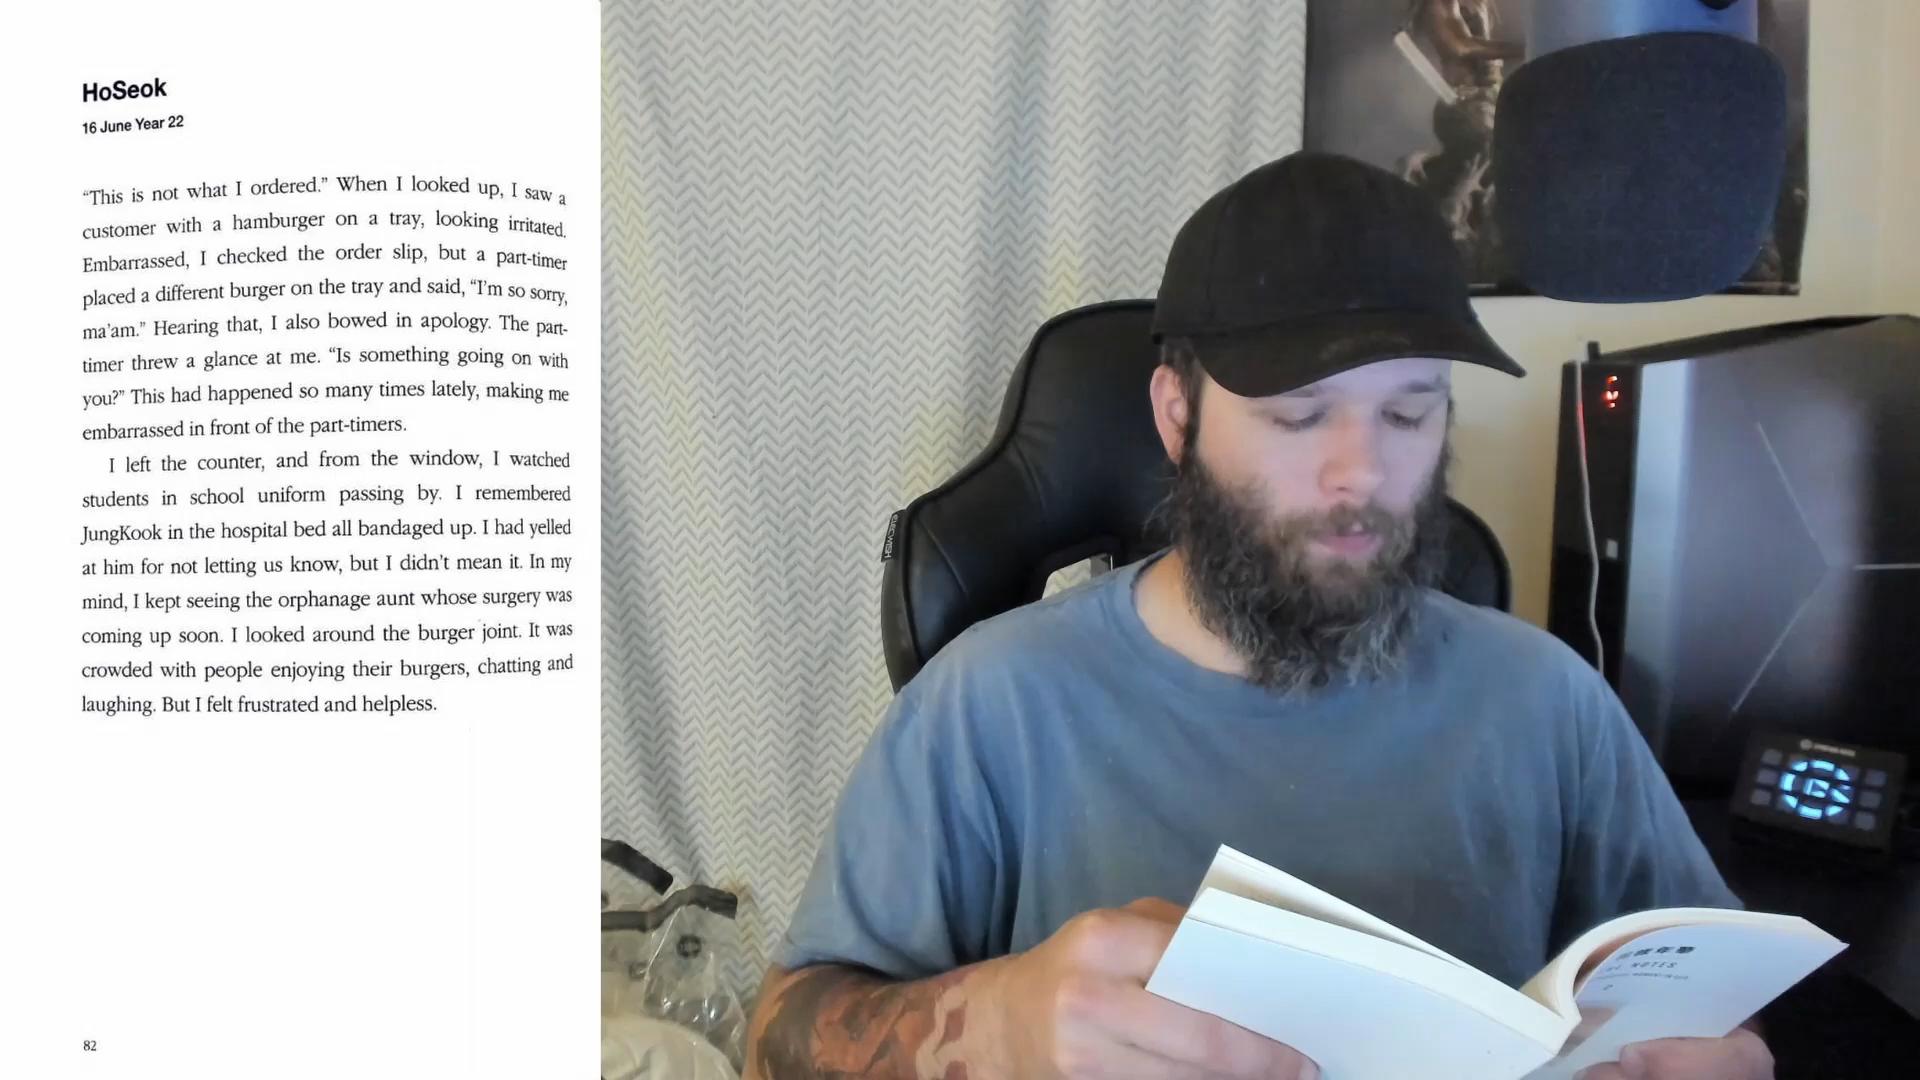 HoSeok
16 June Year 22
“This is not what I ordered.” When I looked up, I saw a
customer with a hamburger on a tray, looking irritated.
Embarrassed, I checked the order slip, but a part-timer
placed a different burger on the tray and said, “I’m so sorry,
ma’am.” Hearing that, I also bowed in apology. The part-
timer threw a glance at me. “Is something going on with
you?” This had happened so many times lately, making me
embarrassed in front of the part-timers.
I left the counter, and from the window, I watched
students in school uniform passing by. I remembered
JungKook in the hospital bed all bandaged up. I had yelled
at him for not letting us know, but I didn’t mean it. In my
mind, I kept seeing the orphanage aunt whose surgery was
coming up soon. I looked around the burger joint. It was
crowded with people enjoying their burgers, chatting and
laughing. But I felt frustrated and helpless.
82
NOTES
2